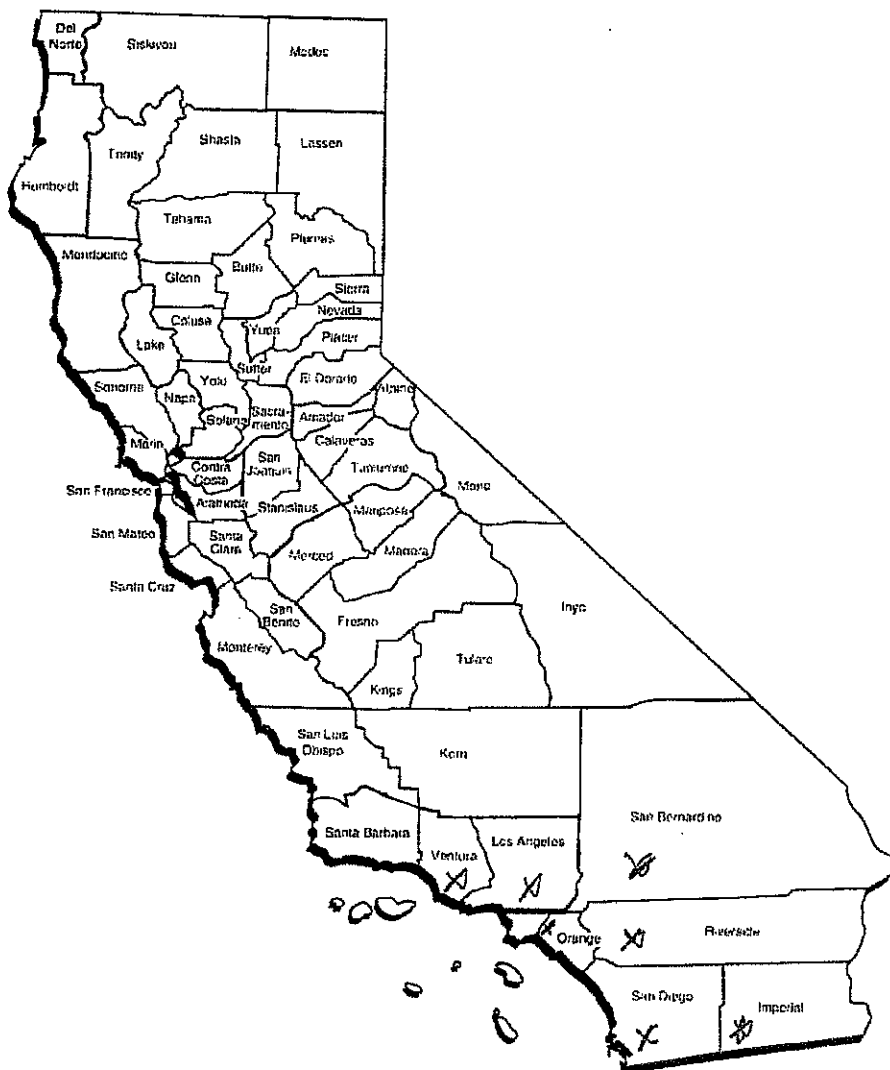 Del
Norte
Siskiyou
Modoc
Trinity
Shasta
Lassen
Humboldt
Tehama
Plumas
Mendocino
Glenn
Butte
Sierra
Colusa
Nevada
Yuba
Placer
Lake
Sutter
Sonoma
Yolo
El Dorado
Alpine
Napa
Sacra-
mento
Amador
Solano
Marin
Calaveras
Contra
Costa
San
Joaquin
Tuolumne
San Francisco
Alameda
Stanislaus
Mono
Mariposa
San Mateo
Santa
Clara
Merced
Madera
Santa Cruz
San
Benito
Fresno
Inyo
Monterey
Tulare
Kings
San Luis
Obispo
Kern
San Bernardino
Santa Barbara
Los Angeles
Ventura
Orange
Riverside
San Diego
Imperial